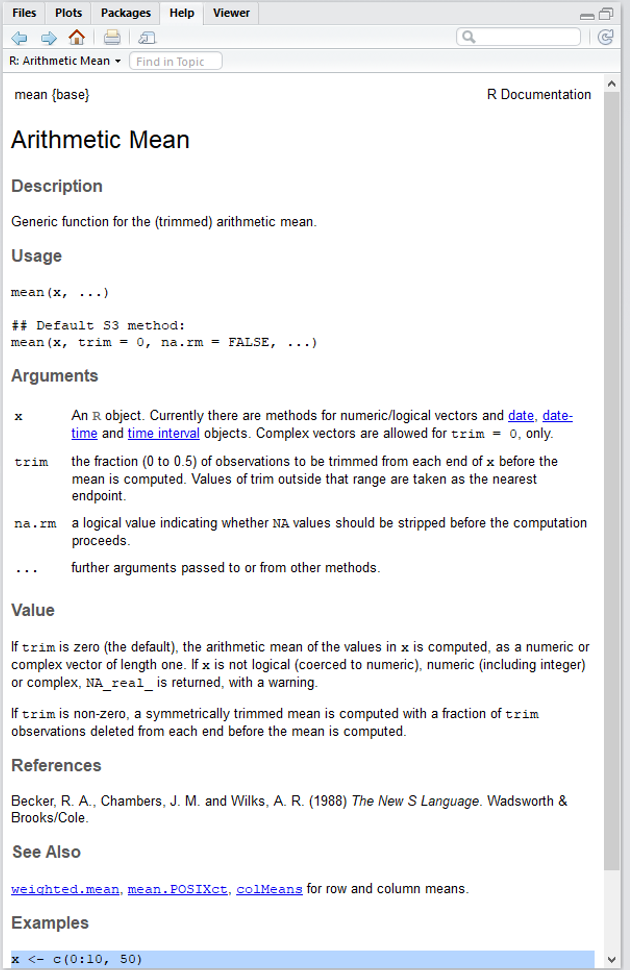 Files Plots Packages Help Viewer
R: Arithmetic Mean Find in Topic
mean {base} R Documentation
Arithmetic Mean
Description
Generic function for the (trimmed) arithmetic mean.
Usage
mean(x, ...)
## Default S3 method:
mean(x, trim = 0, na.rm = FALSE, ...)
Arguments
x An R object. Currently there are methods for numeric/logical vectors and date, date-
time and time interval objects. Complex vectors are allowed for trim = 0, only.
trim the fraction (0 to 0.5) of observations to be trimmed from each end of x before the
mean is computed. Values of trim outside that range are taken as the nearest
endpoint.
na.rm a logical value indicating whether NA values should be stripped before the computation
proceeds.
... further arguments passed to or from other methods.
Value
If trim is zero (the default), the arithmetic mean of the values in x is computed, as a numeric or
complex vector of length one. If x is not logical (coerced to numeric), numeric (including integer)
or complex, NA_real_ is returned, with a warning.
If trim is non-zero, a symmetrically trimmed mean is computed with a fraction of trim
observations deleted from each end before the mean is computed.
References
Becker, R. A., Chambers, J. M. and Wilks, A. R. (1988) The New S Language. Wadsworth &
Brooks/Cole.
See Also
weighted.mean, mean.POSIXct, colMeans for row and column means.
Examples
x <- c(0:10, 50)